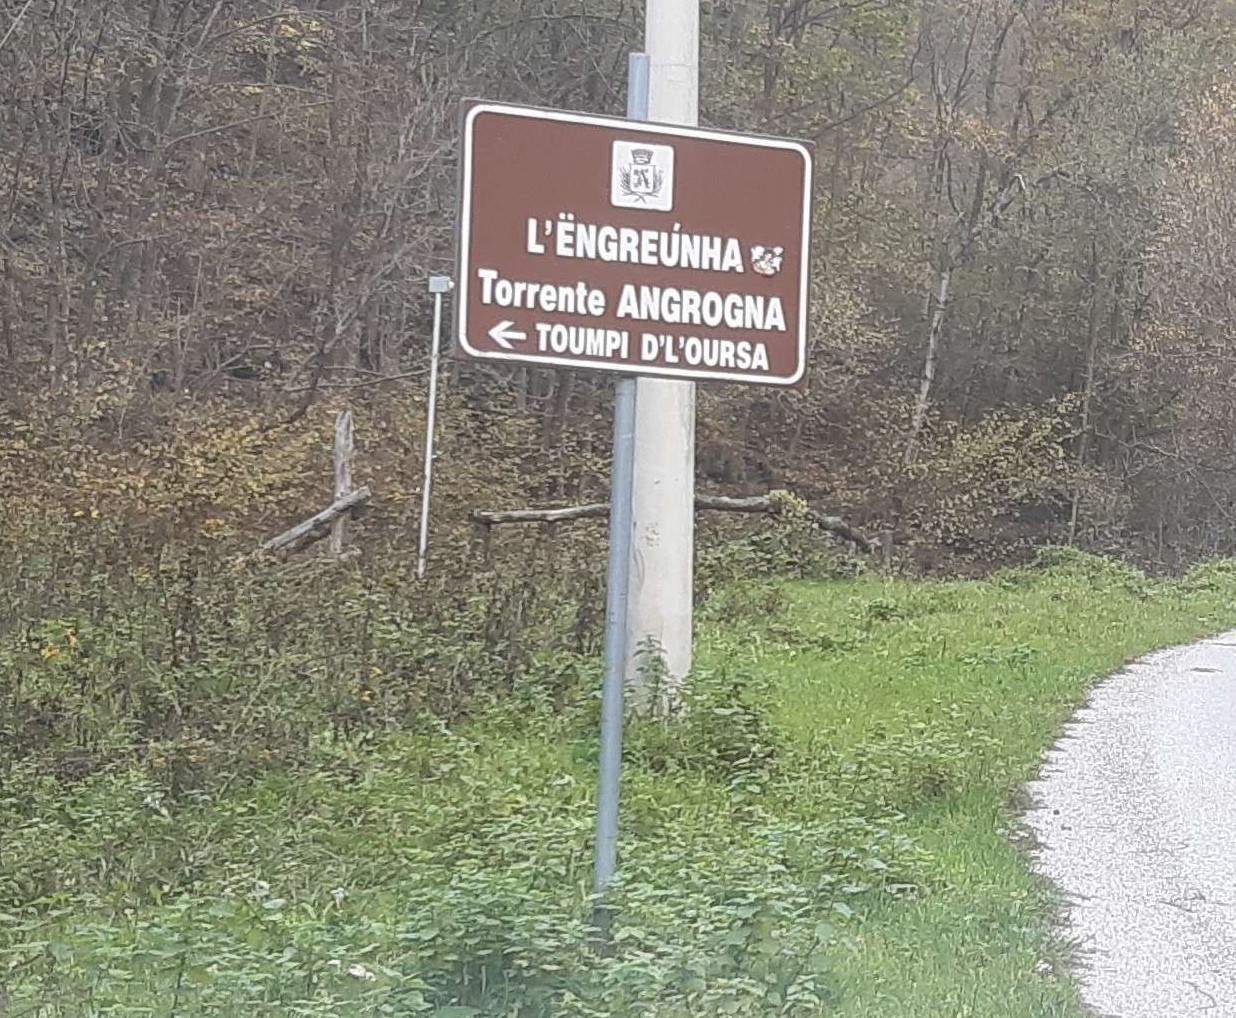 L'ËNGREÚNHA
Torrente ANGROGNA
← TOUMPI D'L'OURSA